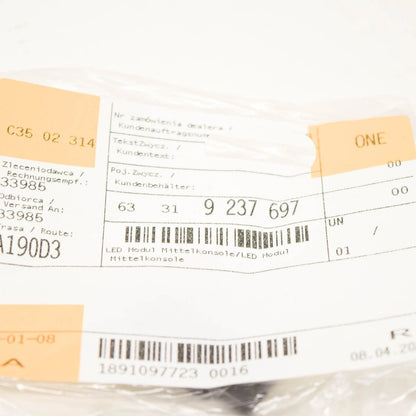 C35 02 314
Nr zamówienia dealera /
Kundenauftragsnum
TekstZwycz. /
Kundentext:
Poj.Zwycz. /
Kundenbehälter:
ONE
00
00
Zleceniodawca /
Rechnungsempf.:
33985
Odbiorca /
Versand An:
33985
Trasa / Route:
A190D3
63 31 9 237 697
LED Modul Mittelkonsole/LED Modul
Mittelkonsole
UN /
01
-01-08
A
1891097723 0016
R
08.04.20